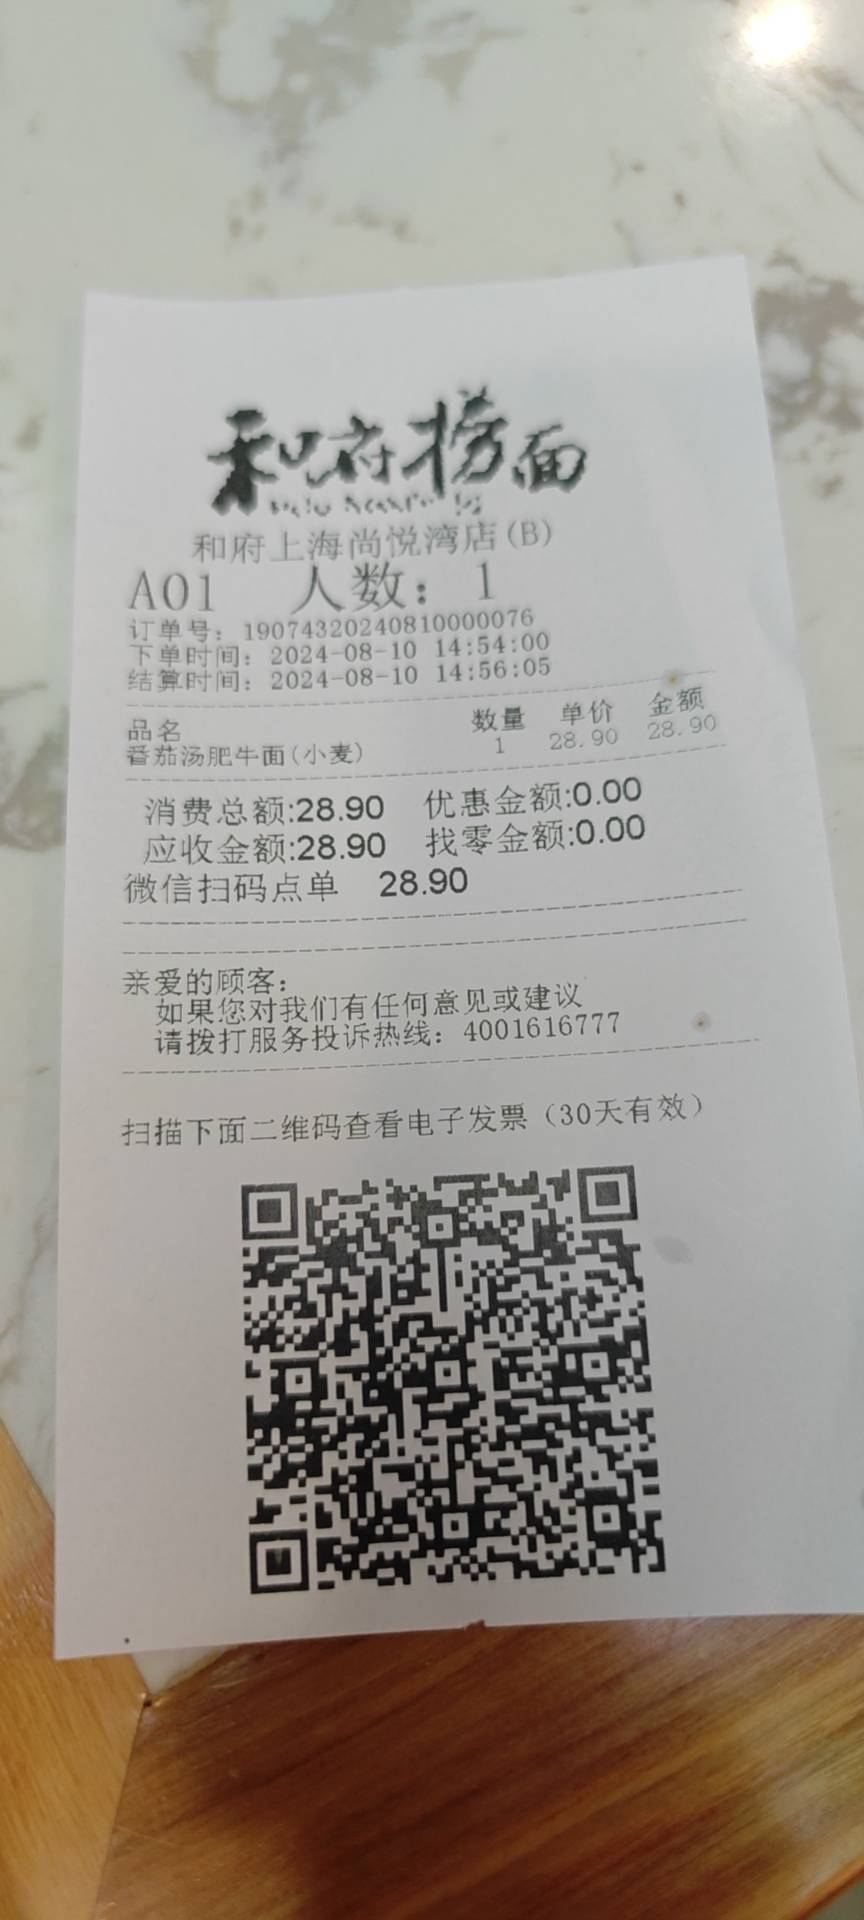 和府捞面
和府上海尚悦湾店(B)
A01 人数: 1
订单号: 19074320240810000076
下单时间: 2024-08-10 14:54:00
结算时间: 2024-08-10 14:56:05
品名 数量 单价 金额
番茄汤肥牛面(小麦) 1 28.90 28.90
消费总额:28.90 优惠金额:0.00
应收金额:28.90 找零金额:0.00
微信扫码点单 28.90
亲爱的顾客:
如果您对我们有任何意见或建议
请拨打服务投诉热线: 4001616777
扫描下面二维码查看电子发票（30天有效）